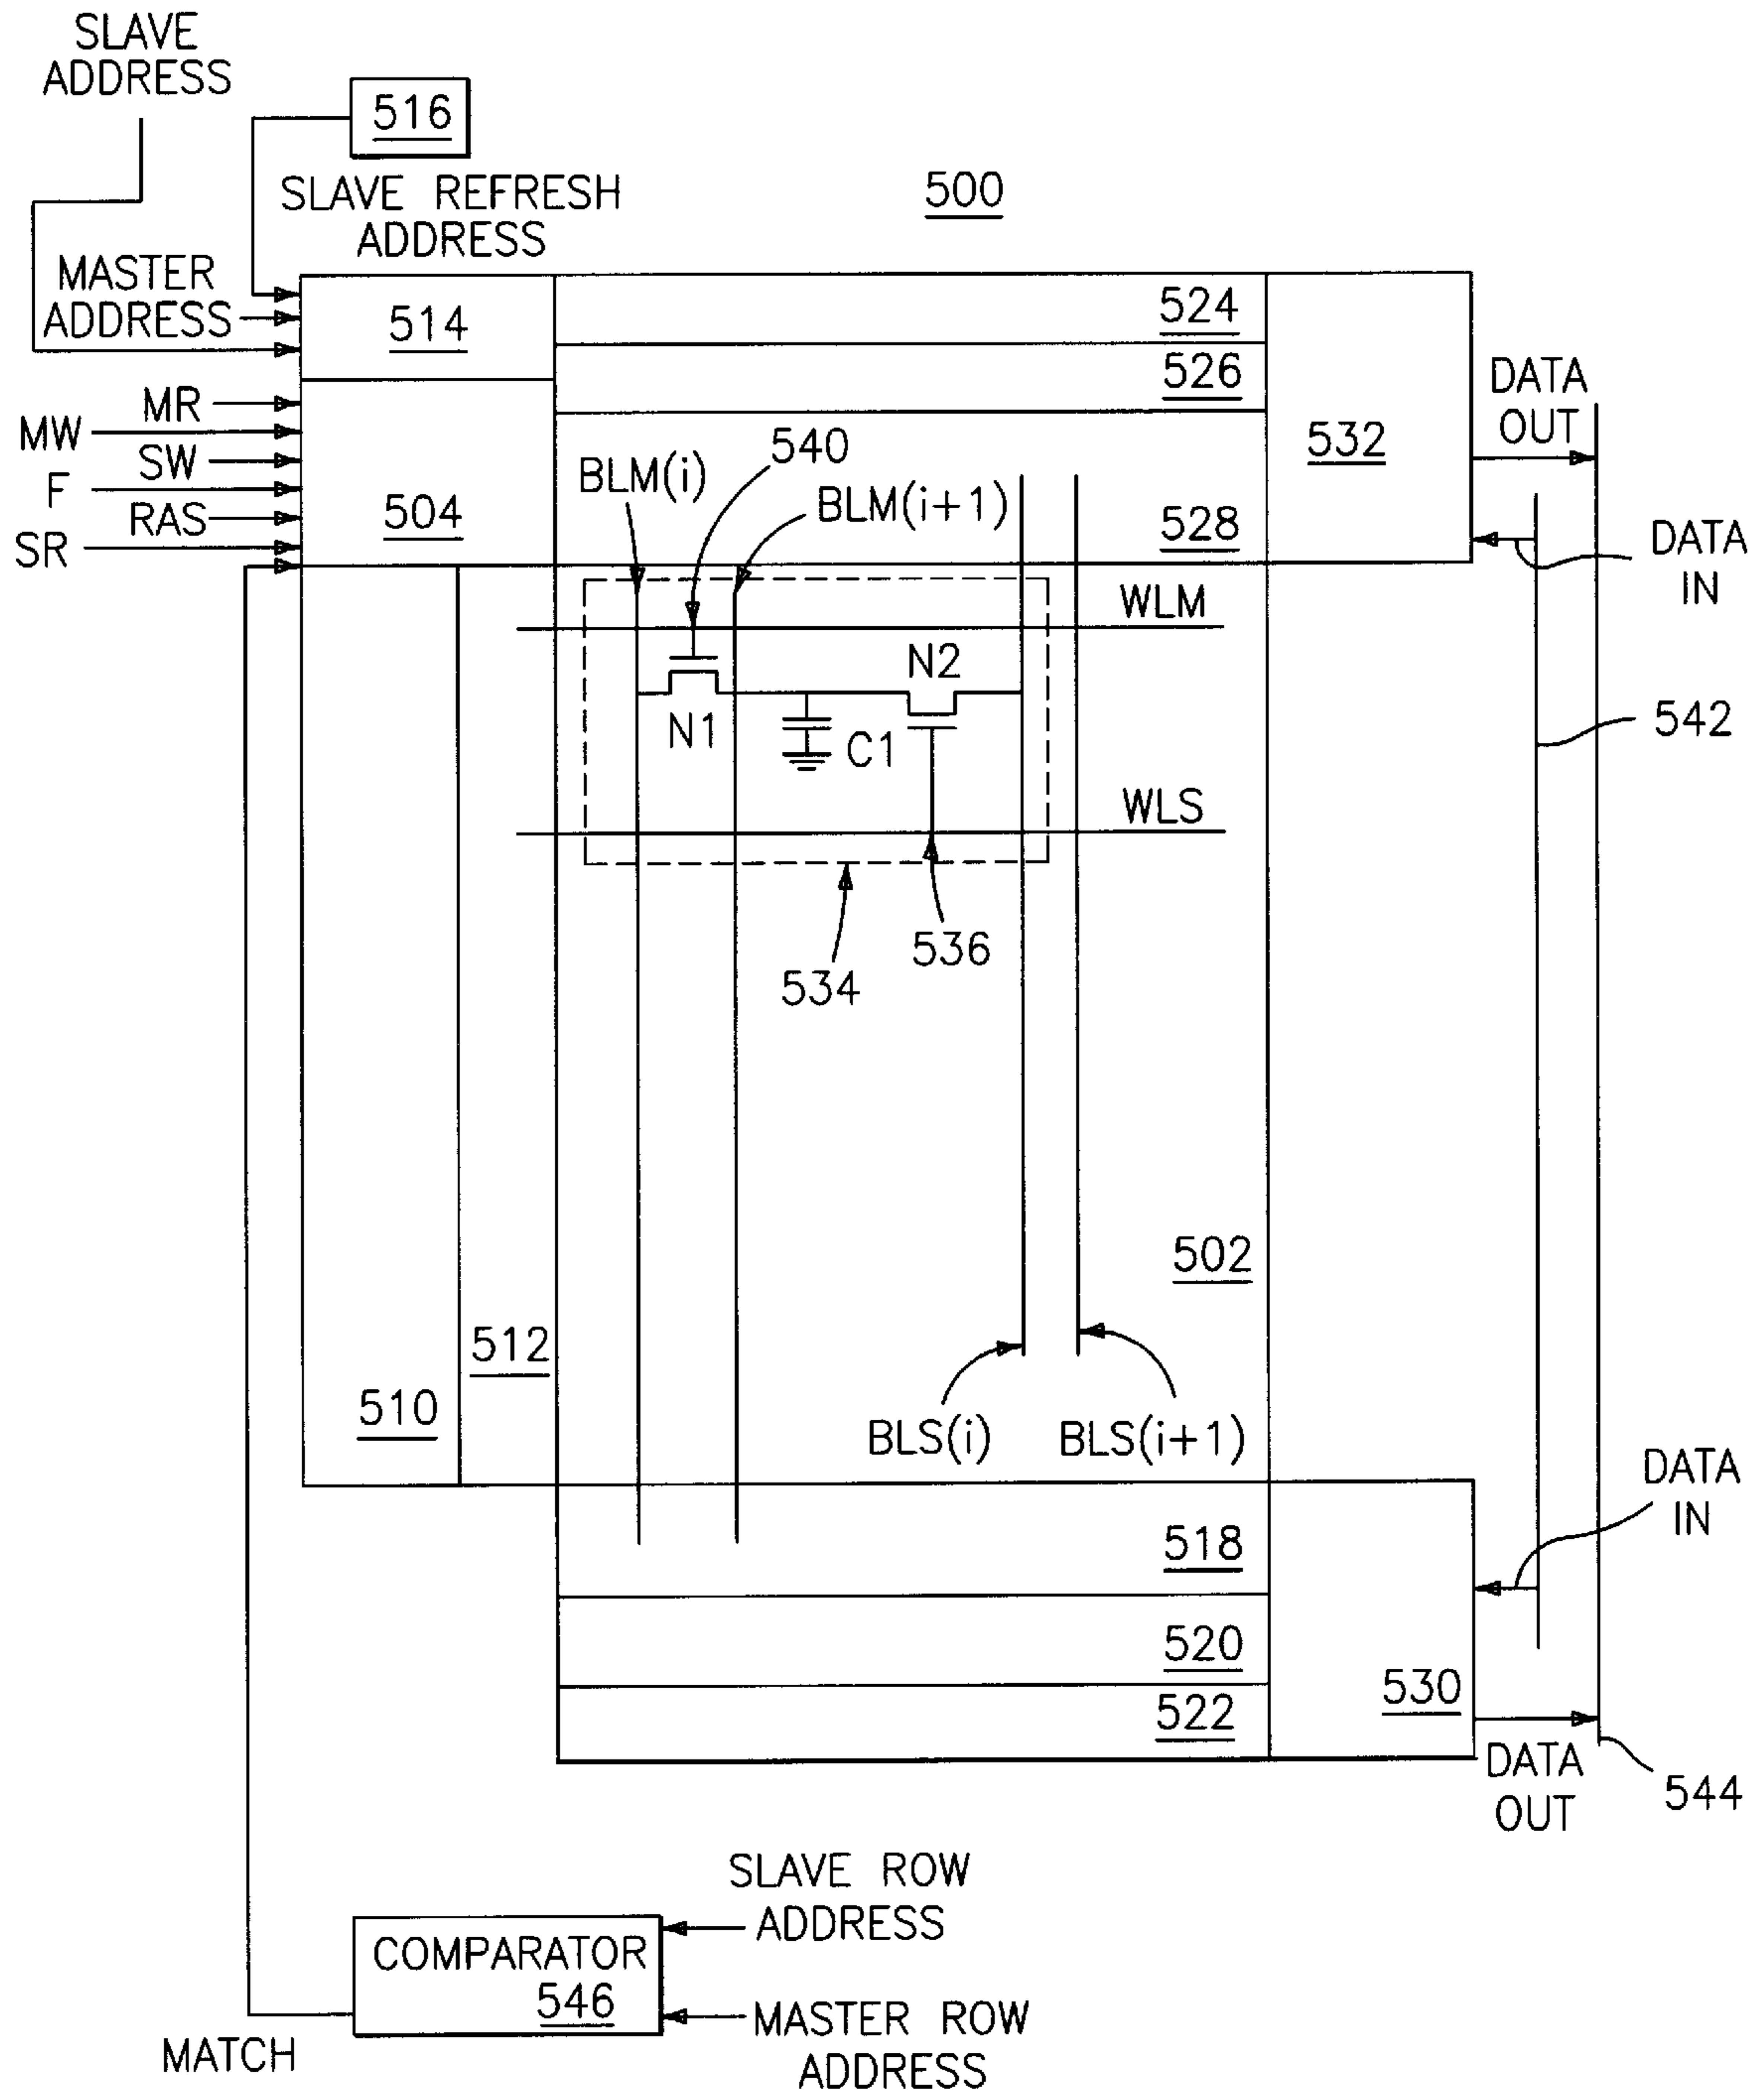 SLAVE
ADDRESS
516
SLAVE REFRESH
ADDRESS
500
MASTER
ADDRESS
514
524
526
DATA
OUT
532
MR
MW
SW
F
RAS
SR
504
540
BLM(i)
BLM(i+1)
528
DATA
IN
WLM
N2
N1
C1
542
WLS
536
534
502
512
510
BLS(i)
BLS(i+1)
DATA
IN
518
520
530
522
DATA
OUT
544
SLAVE ROW
ADDRESS
COMPARATOR
546
MASTER ROW
ADDRESS
MATCH